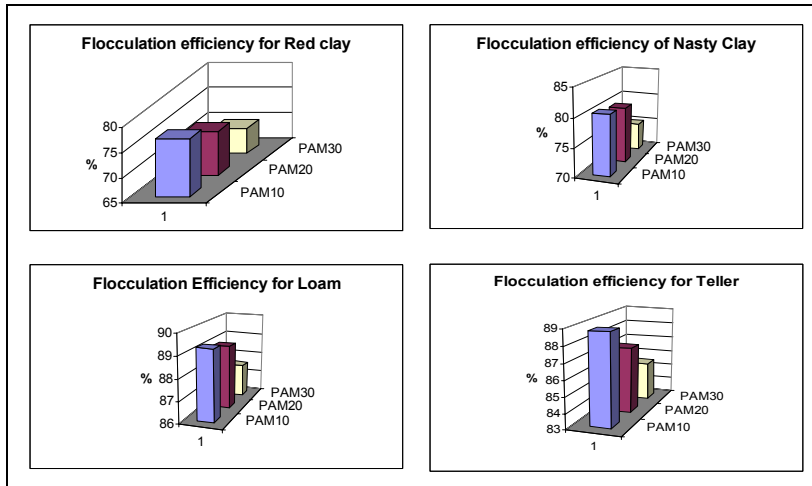 Flocculation efficiency for Red clay
80
75
70
65
%
1
PAM10
PAM20
PAM30
Flocculation efficiency of Nasty Clay
85
80
75
70
%
1
PAM10
PAM20
PAM30
Flocculation Efficiency for Loam
90
89
88
87
86
%
1
PAM10
PAM20
PAM30
Flocculation efficiency for Teller
89
88
87
86
85
84
83
%
1
PAM10
PAM20
PAM30